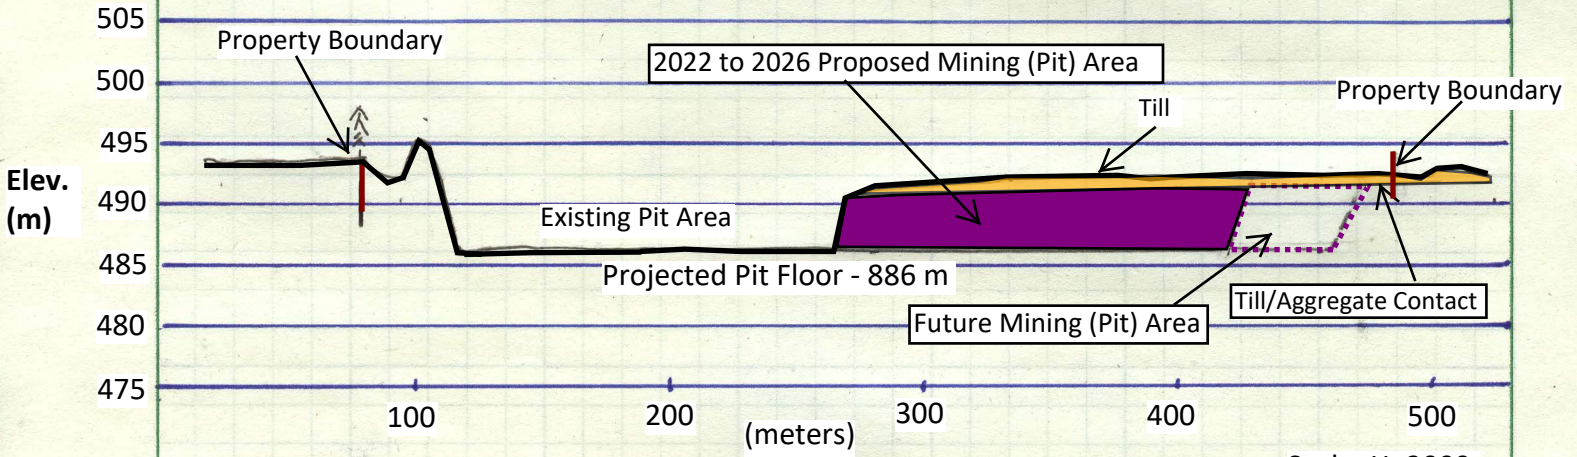 505
Property Boundary
2022 to 2026 Proposed Mining (Pit) Area
500
Property Boundary
Till
495
Elev.
(m)
490
Existing Pit Area
485
Projected Pit Floor - 886 m
Till/Aggregate Contact
Future Mining (Pit) Area
480
475
100
200
300
400
500
(meters)